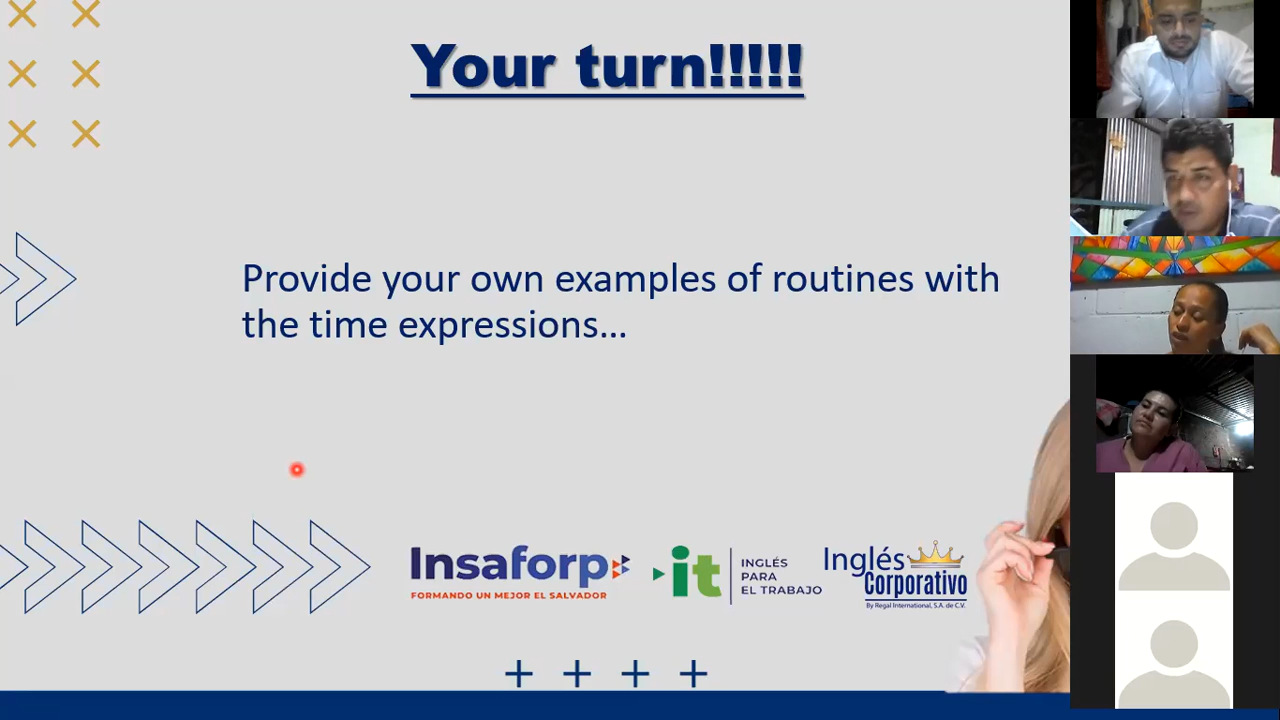 Your turn!!!!!
Provide your own examples of routines with
the time expressions...
Insaforp
FORMANDO UN MEJOR EL SALVADOR
it
INGLÉS
PARA
EL TRABAJO
Inglés
Corporativo
By Regal International, S.A. de C.V.